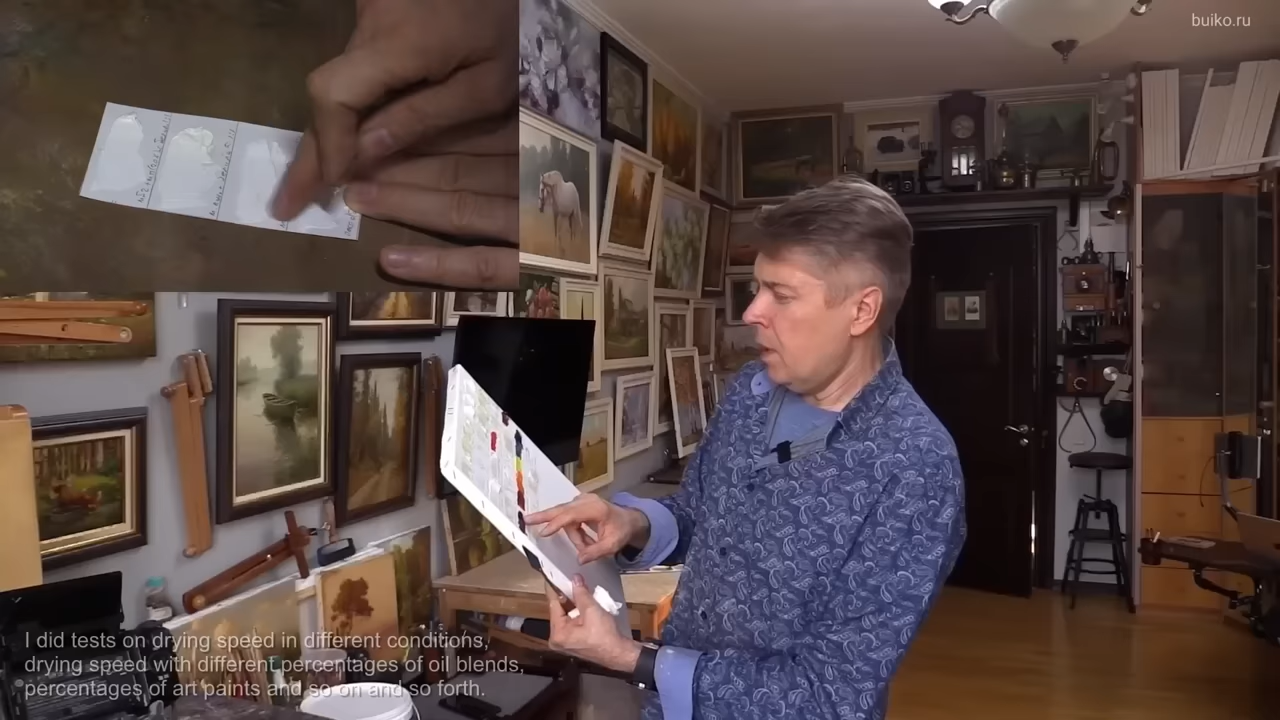 buiko.ru
I did tests on drying speed in different conditions,
drying speed with different percentages of oil blends,
percentages of art paints and so on and so forth.